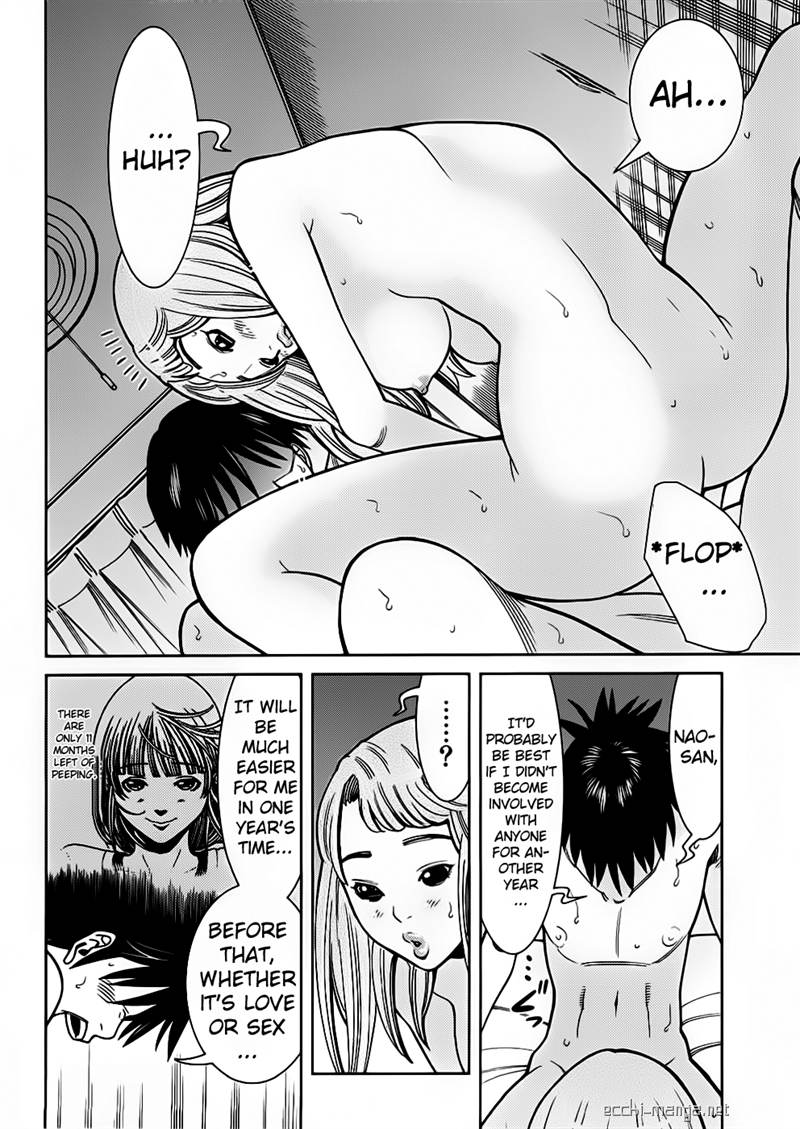 AH...
...
HUH?
*FLOP*
...
NAO-
SAN,
IT'D
PROBABLY
BE BEST
IF I DIDN'T
BECOME
INVOLVED
WITH
ANYONE
FOR AN-
OTHER
YEAR
...
......
?
IT WILL
BE
MUCH
EASIER
FOR ME
IN ONE
YEAR'S
TIME...
BEFORE
THAT,
WHETHER
IT'S LOVE
OR SEX
...
THERE
ARE
ONLY 11
MONTHS
LEFT OF
PEEPING.
ecchi-manga.net